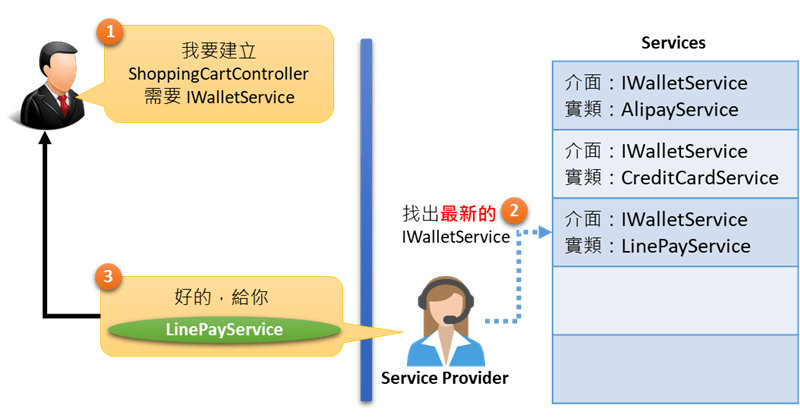 1
我要建立
ShoppingCartController
需要 IWalletService
Services
介面：IWalletService
實類：AlipayService
介面：IWalletService
實類：CreditCardService
介面：IWalletService
實類：LinePayService
找出最新的
IWalletService
2
3
好的，給你
LinePayService
Service Provider